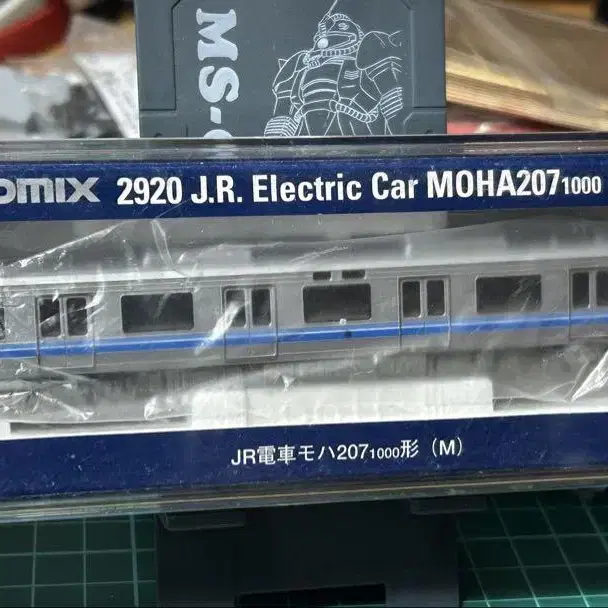 MS-
OMIX 2920 J.R. Electric Car MOHA207 1000
JR電車モハ207 1000形（M）